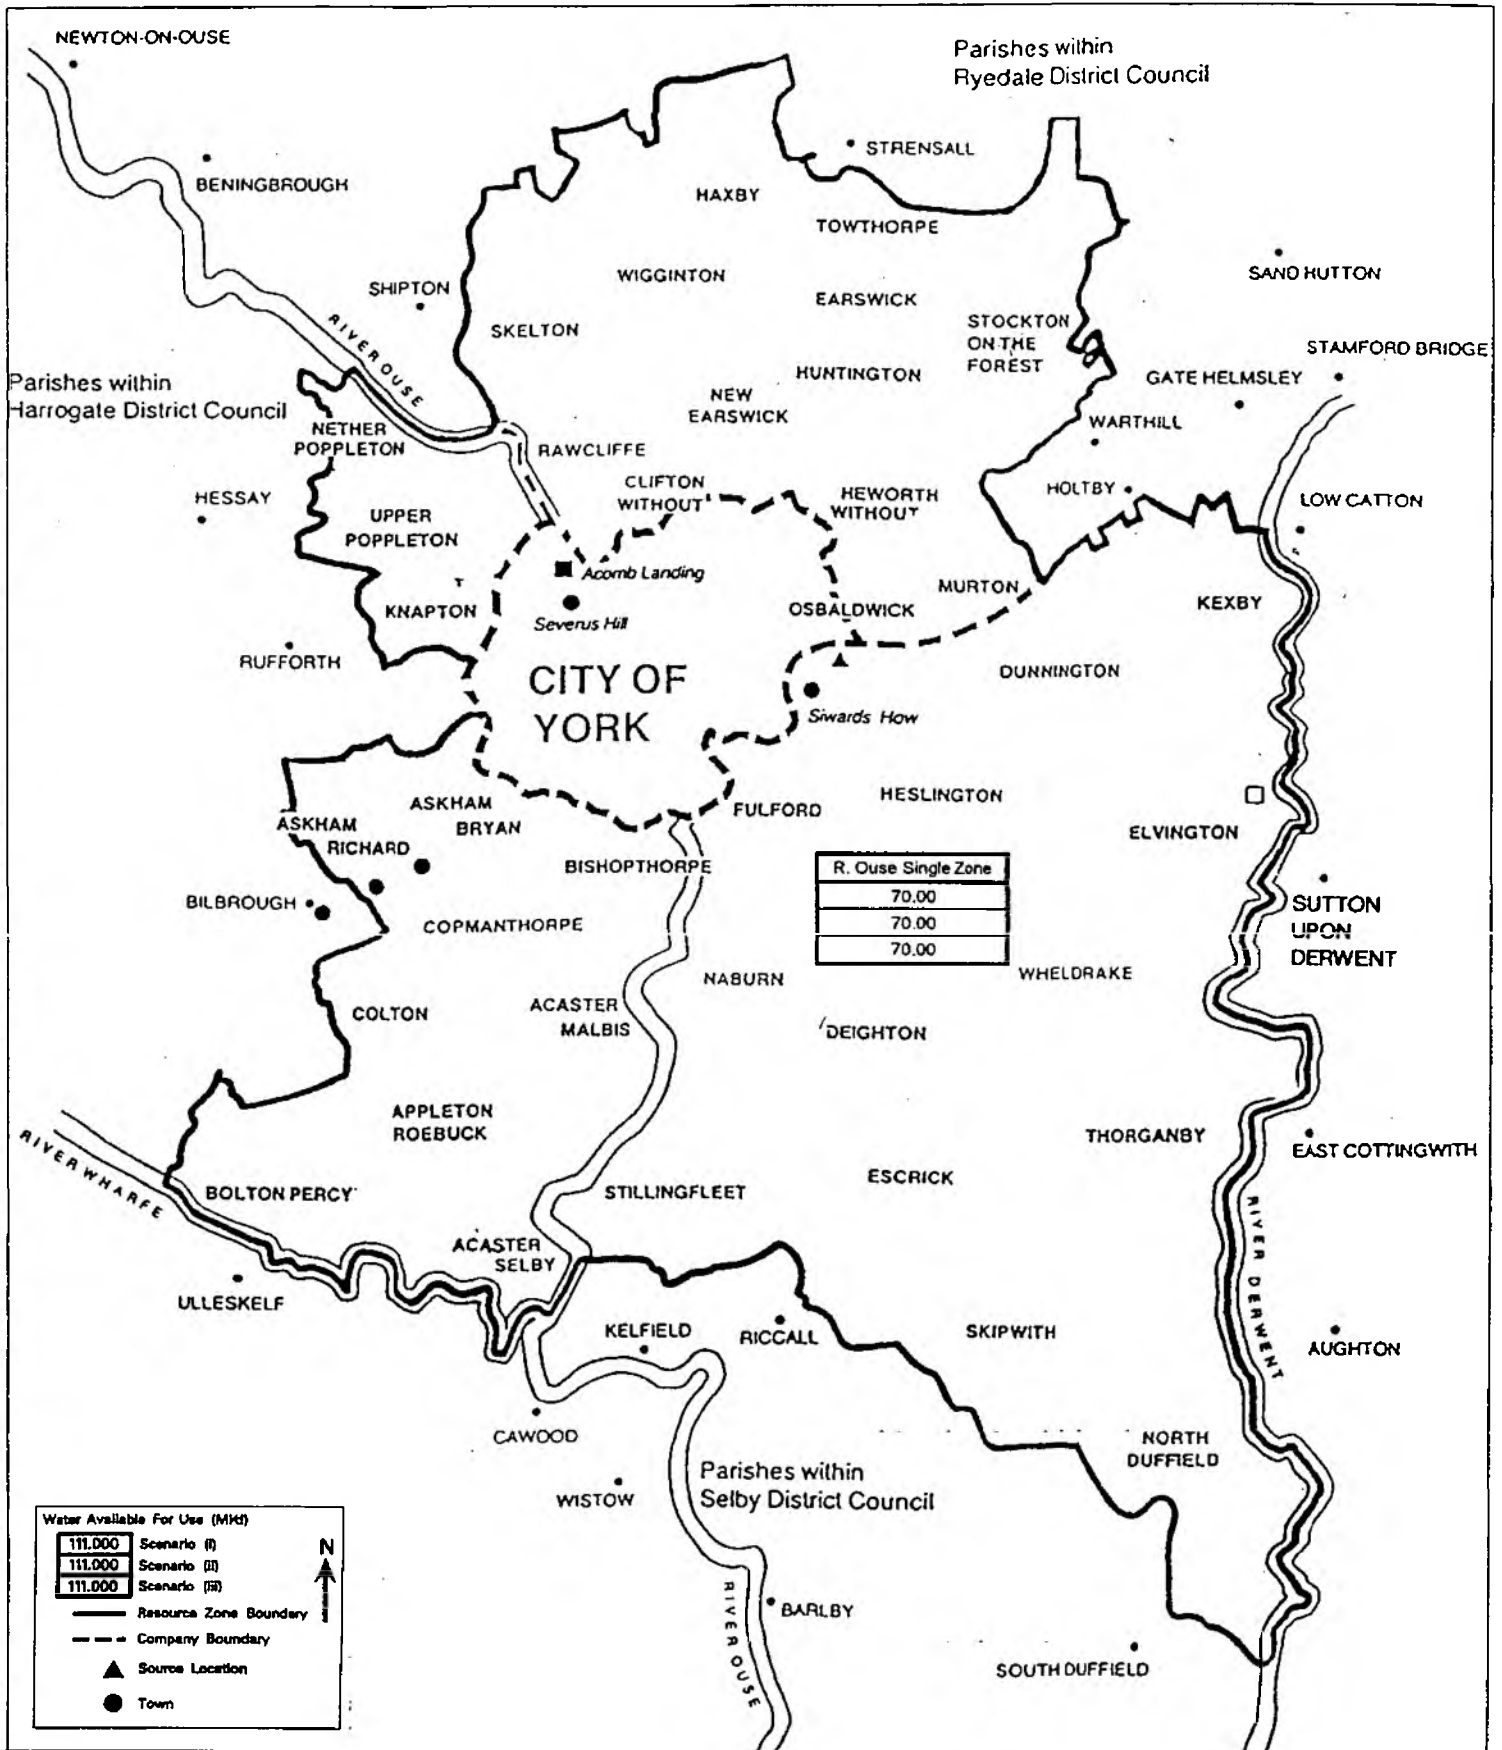 NEWTON-ON-OUSE
Parishes within
Ryedale District Council
STRENSALL
BENINGBROUGH
HAXBY
TOWTHORPE
SAND HUTTON
WIGGINTON
SHIPTON
EARSWICK
RIVER OUSE
SKELTON
STOCKTON
ON THE
FOREST
STAMFORD BRIDGE
Parishes within
Harrogate District Council
HUNTINGTON
GATE HELMSLEY
NEW
EARSWICK
WARTHILL
NETHER
POPPLETON
RAWCLIFFE
CLIFTON
WITHOUT
HEWORTH
WITHOUT
HOLTBY
HESSAY
LOW CATTON
UPPER
POPPLETON
Acomb Landing
MURTON
KEXBY
KNAPTON
OSBALDWICK
Severus Hill
RUFFORTH
CITY OF
YORK
DUNNINGTON
Siwards How
HESLINGTON
ASKHAM
BRYAN
FULFORD
ELVINGTON
ASKHAM
RICHARD
BISHOPTHORPE
R. Ouse Single Zone
70.00
70.00
70.00
BILBROUGH
SUTTON
UPON
DERWENT
COPMANTHORPE
NABURN
WHELDRAKE
COLTON
ACASTER
MALBIS
DEIGHTON
APPLETON
ROEBUCK
THORGANBY
RIVER WHARFE
EAST COTTINGWITH
ESCRICK
BOLTON PERCY
STILLINGFLEET
RIVER DERWENT
ACASTER
SELBY
ULLESKELF
KELFIELD
RICCALL
SKIPWITH
AUGHTON
CAWOOD
NORTH
DUFFIELD
Parishes within
Selby District Council
WISTOW
Water Available For Use (Ml/d)
111.000 Scenario (i)
111.000 Scenario (ii)
111.000 Scenario (iii)
N
Resource Zone Boundary
Company Boundary
Source Location
Town
RIVER OUSE
BARLBY
SOUTH DUFFIELD